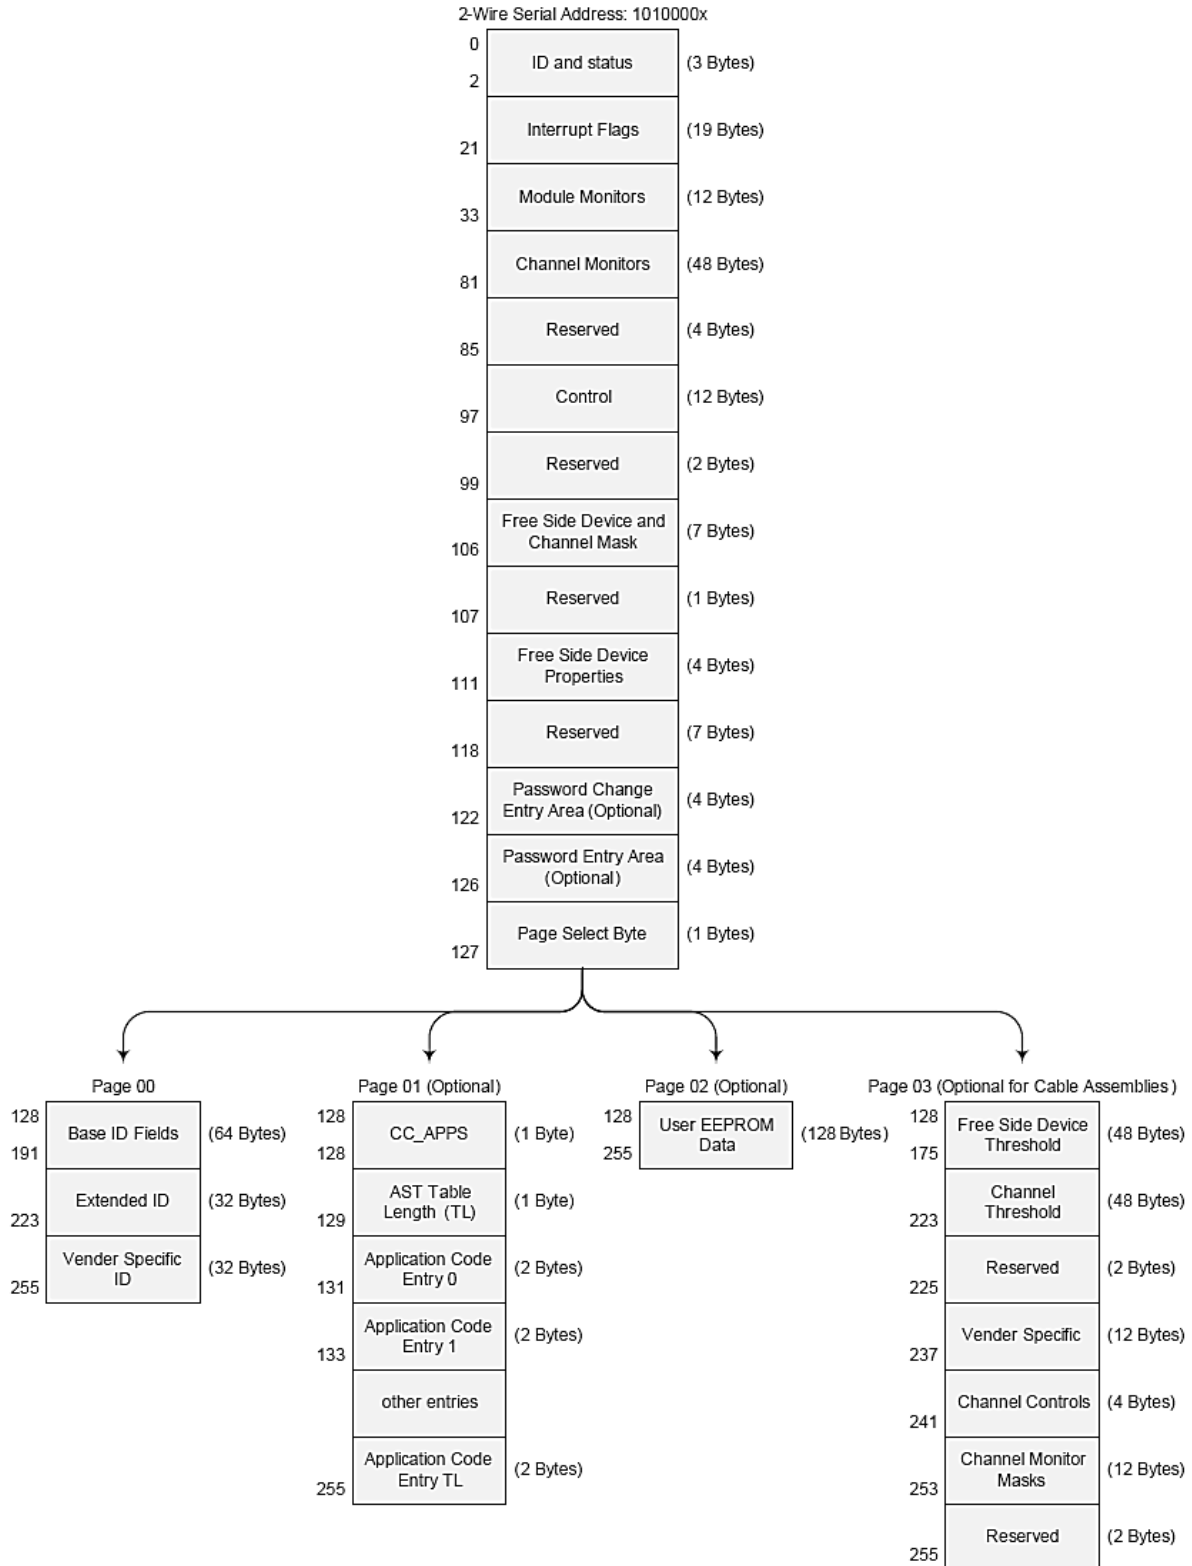 2-Wire Serial Address: 1010000x
0
ID and status
(3 Bytes)
2
Interrupt Flags
(19 Bytes)
21
Module Monitors
(12 Bytes)
33
Channel Monitors
(48 Bytes)
81
Reserved
(4 Bytes)
85
Control
(12 Bytes)
97
Reserved
(2 Bytes)
99
Free Side Device and
Channel Mask
(7 Bytes)
106
Reserved
(1 Bytes)
107
Free Side Device
Properties
(4 Bytes)
111
Reserved
(7 Bytes)
118
Password Change
Entry Area (Optional)
(4 Bytes)
122
Password Entry Area
(Optional)
(4 Bytes)
126
Page Select Byte
(1 Bytes)
127
Page 00
128
Base ID Fields
(64 Bytes)
191
Extended ID
(32 Bytes)
223
Vender Specific
ID
(32 Bytes)
255
Page 01 (Optional)
128
CC_APPS
(1 Byte)
128
AST Table
Length (TL)
(1 Byte)
129
Application Code
Entry 0
(2 Bytes)
131
Application Code
Entry 1
(2 Bytes)
133
other entries
Application Code
Entry TL
(2 Bytes)
255
Page 02 (Optional)
128
User EEPROM
Data
(128 Bytes)
255
Page 03 (Optional for Cable Assemblies)
128
Free Side Device
Threshold
(48 Bytes)
175
Channel
Threshold
(48 Bytes)
223
Reserved
(2 Bytes)
225
Vender Specific
(12 Bytes)
237
Channel Controls
(4 Bytes)
241
Channel Monitor
Masks
(12 Bytes)
253
Reserved
(2 Bytes)
255